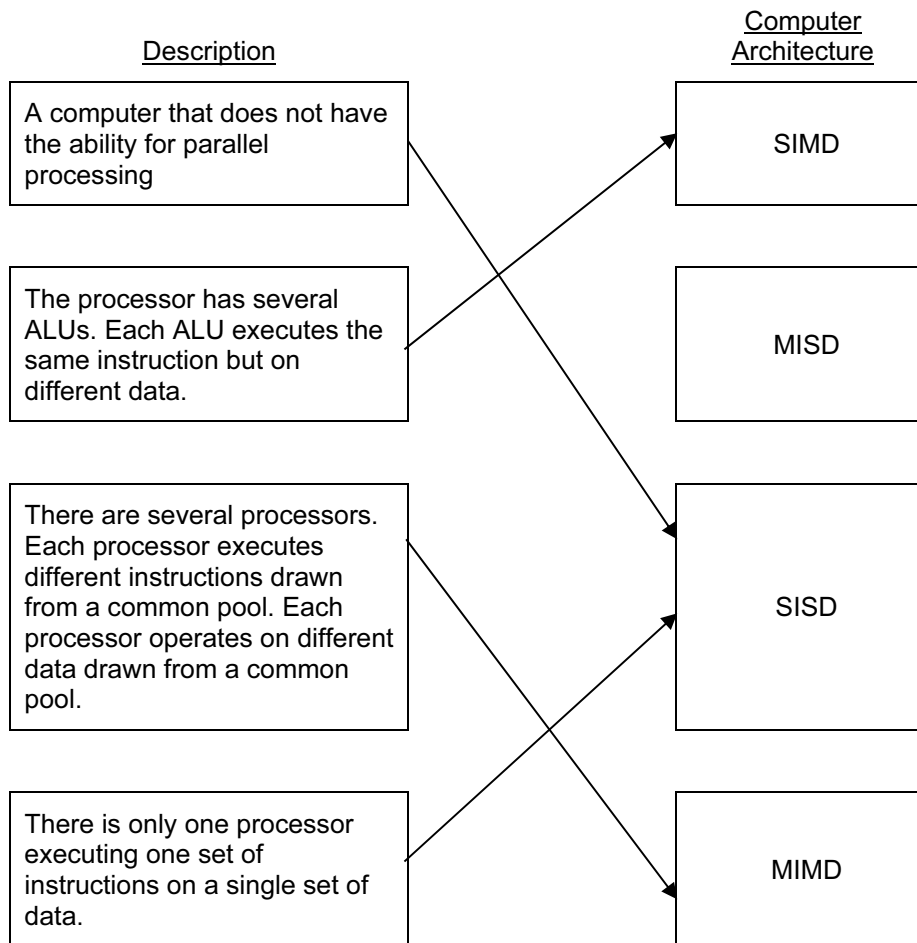 Description
Computer
Architecture
A computer that does not have
the ability for parallel
processing
SIMD
The processor has several
ALUs. Each ALU executes the
same instruction but on
different data.
MISD
There are several processors.
Each processor executes
different instructions drawn
from a common pool. Each
processor operates on different
data drawn from a common
pool.
SISD
There is only one processor
executing one set of
instructions on a single set of
data.
MIMD